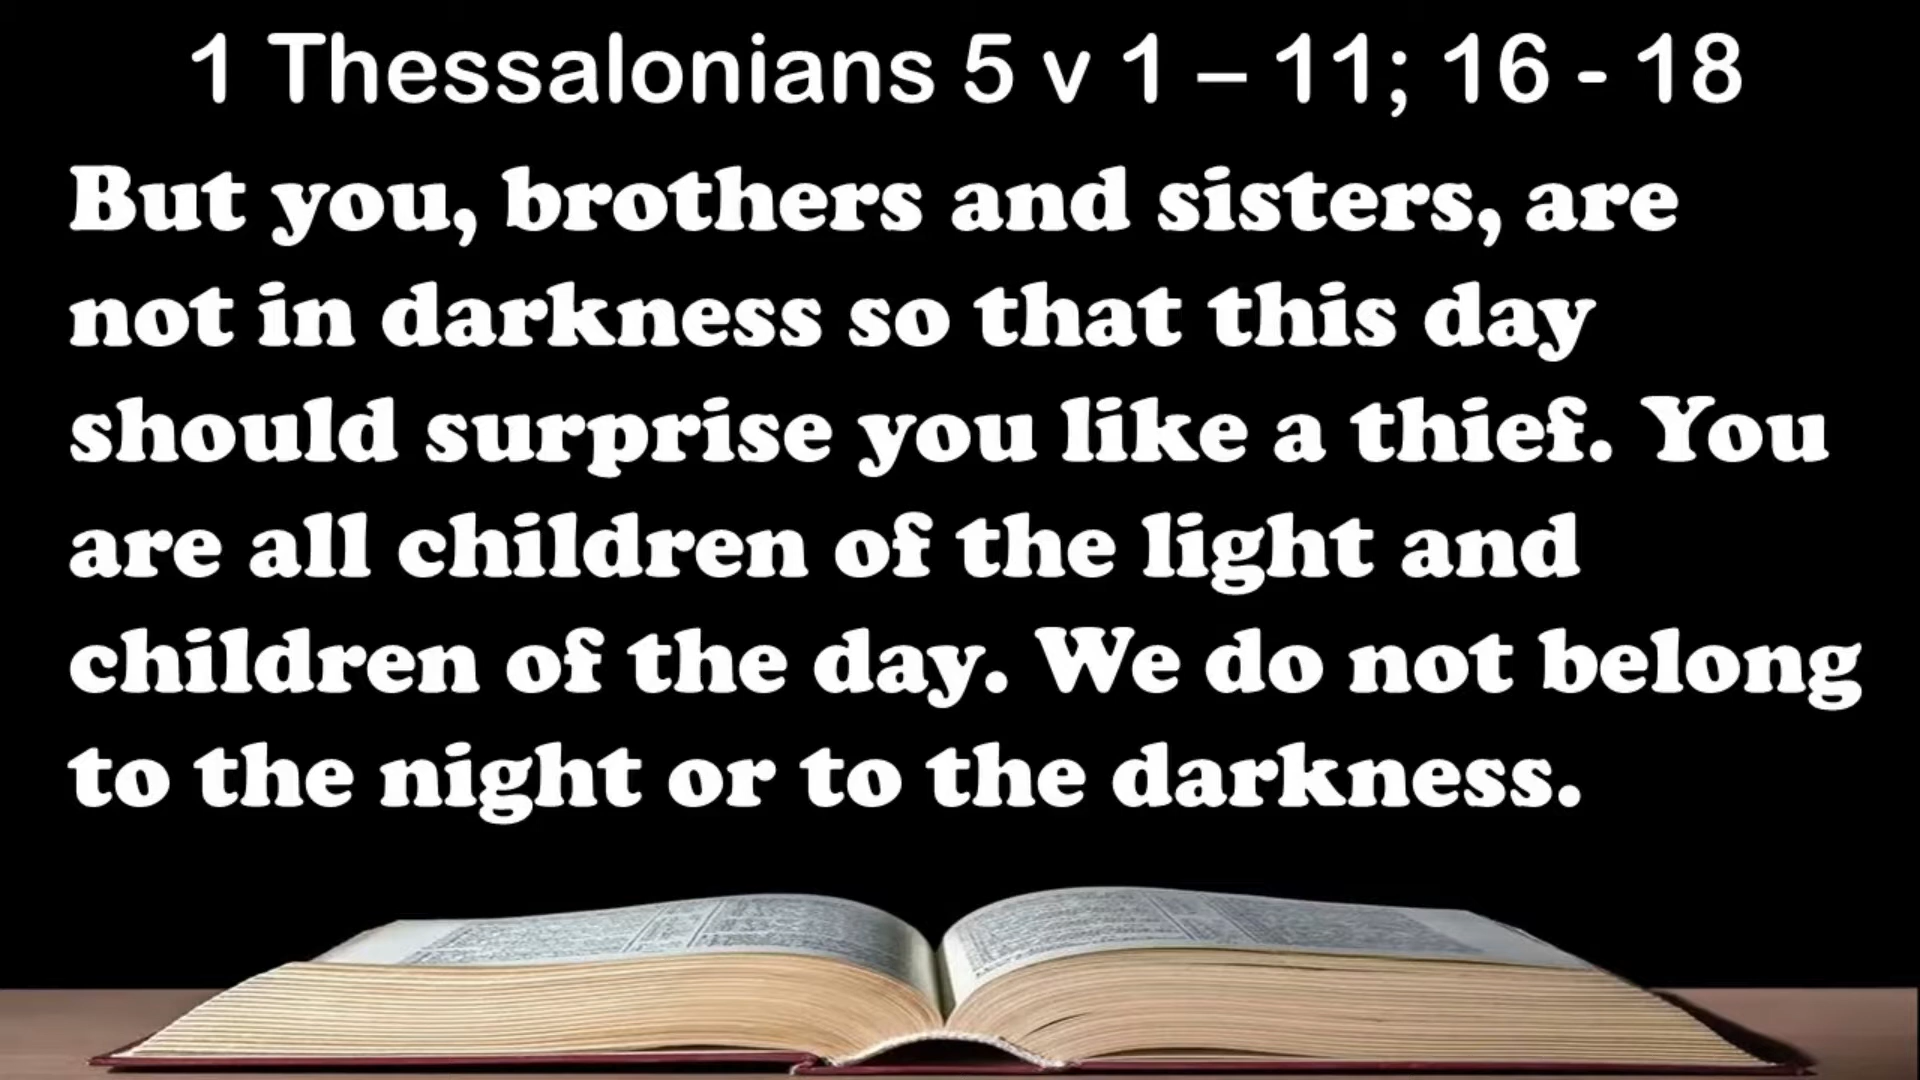 1 Thessalonians 5 v 1 – 11; 16 - 18
But you, brothers and sisters, are
not in darkness so that this day
should surprise you like a thief. You
are all children of the light and
children of the day. We do not belong
to the night or to the darkness.